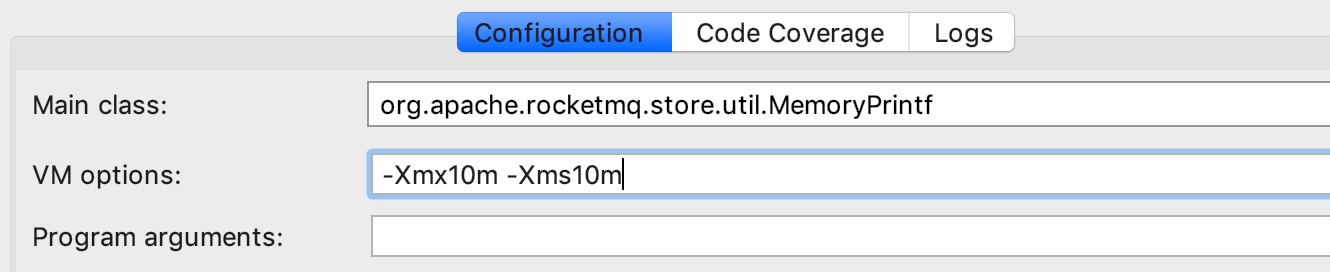 Configuration Code Coverage Logs
Main class: org.apache.rocketmq.store.util.MemoryPrintf
VM options: -Xmx10m -Xms10m
Program arguments: